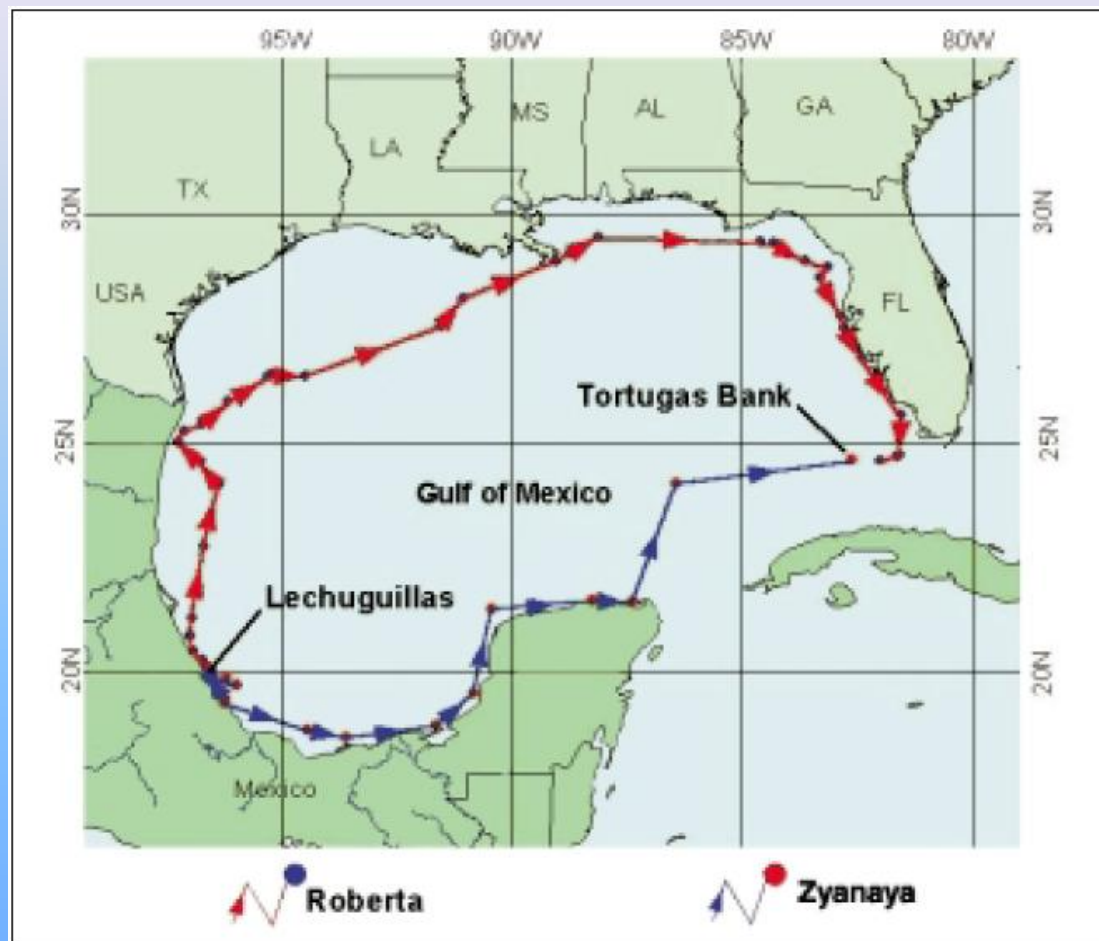 95W 90W 85W 80W
MS AL GA
LA
TX
30N 30N
USA FL
Tortugas Bank
25N 25N
Gulf of Mexico
Lechuguillas
20N 20N
Mexico
Roberta Zyanaya